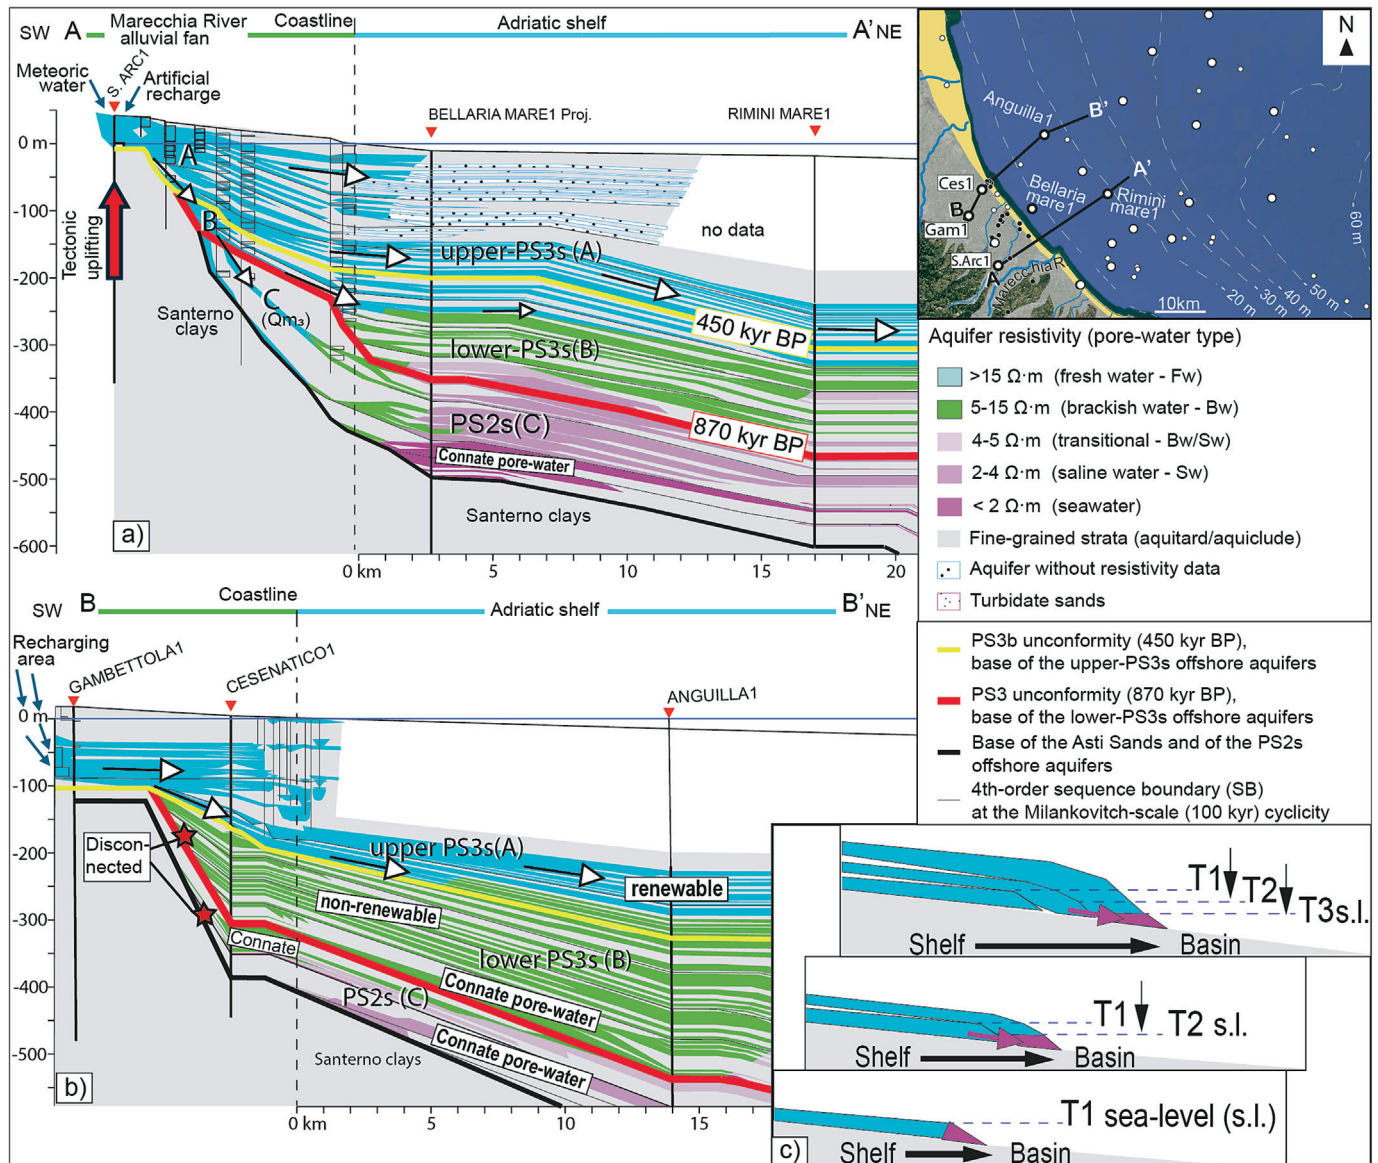 SW A
Marecchia River
alluvial fan
Coastline
Adriatic shelf
A' NE
Meteoric
water
S. ARC1
Artificial
recharge
BELLARIA MARE1 Proj.
RIMINI MARE1
0 m
-100
-200
-300
-400
-500
-600
Tectonic
uplifting
A
B
C
(Qm₃)
Santerno
clays
upper-PS3s (A)
no data
450 kyr BP
lower-PS3s(B)
870 kyr BP
PS2s(C)
Connate pore-water
Santerno clays
a)
0 km
5
10
15
20
N
Anguilla1
B'
A'
Ces1
B
Gam1
Bellaria
mare1
Rimini
mare1
S.Arc1
A
Marecchia R.
10km
- 20 m
- 30 m
- 40 m
- 50 m
- 60 m
Aquifer resistivity (pore-water type)
>15 Ω·m (fresh water - Fw)
5-15 Ω·m (brackish water - Bw)
4-5 Ω·m (transitional - Bw/Sw)
2-4 Ω·m (saline water - Sw)
< 2 Ω·m (seawater)
Fine-grained strata (aquitard/aquiclude)
Aquifer without resistivity data
Turbidate sands
PS3b unconformity (450 kyr BP),
base of the upper-PS3s offshore aquifers
PS3 unconformity (870 kyr BP),
base of the lower-PS3s offshore aquifers
Base of the Asti Sands and of the PS2s
offshore aquifers
4th-order sequence boundary (SB)
at the Milankovitch-scale (100 kyr) cyclicity
SW B
Coastline
Adriatic shelf
B' NE
Recharging
area
GAMBETTOLA1
CESENATICO1
ANGUILLA1
0 m
-100
-200
-300
-400
-500
Discon-
nected
upper PS3s(A)
renewable
non-renewable
Connate
lower PS3s (B)
Connate pore-water
PS2s (C)
Connate pore-water
Santerno clays
b)
0 km
5
10
15
T1
T2
T3s.l.
Shelf
Basin
T1
T2 s.l.
Shelf
Basin
T1 sea-level (s.l.)
Shelf
Basin
c)